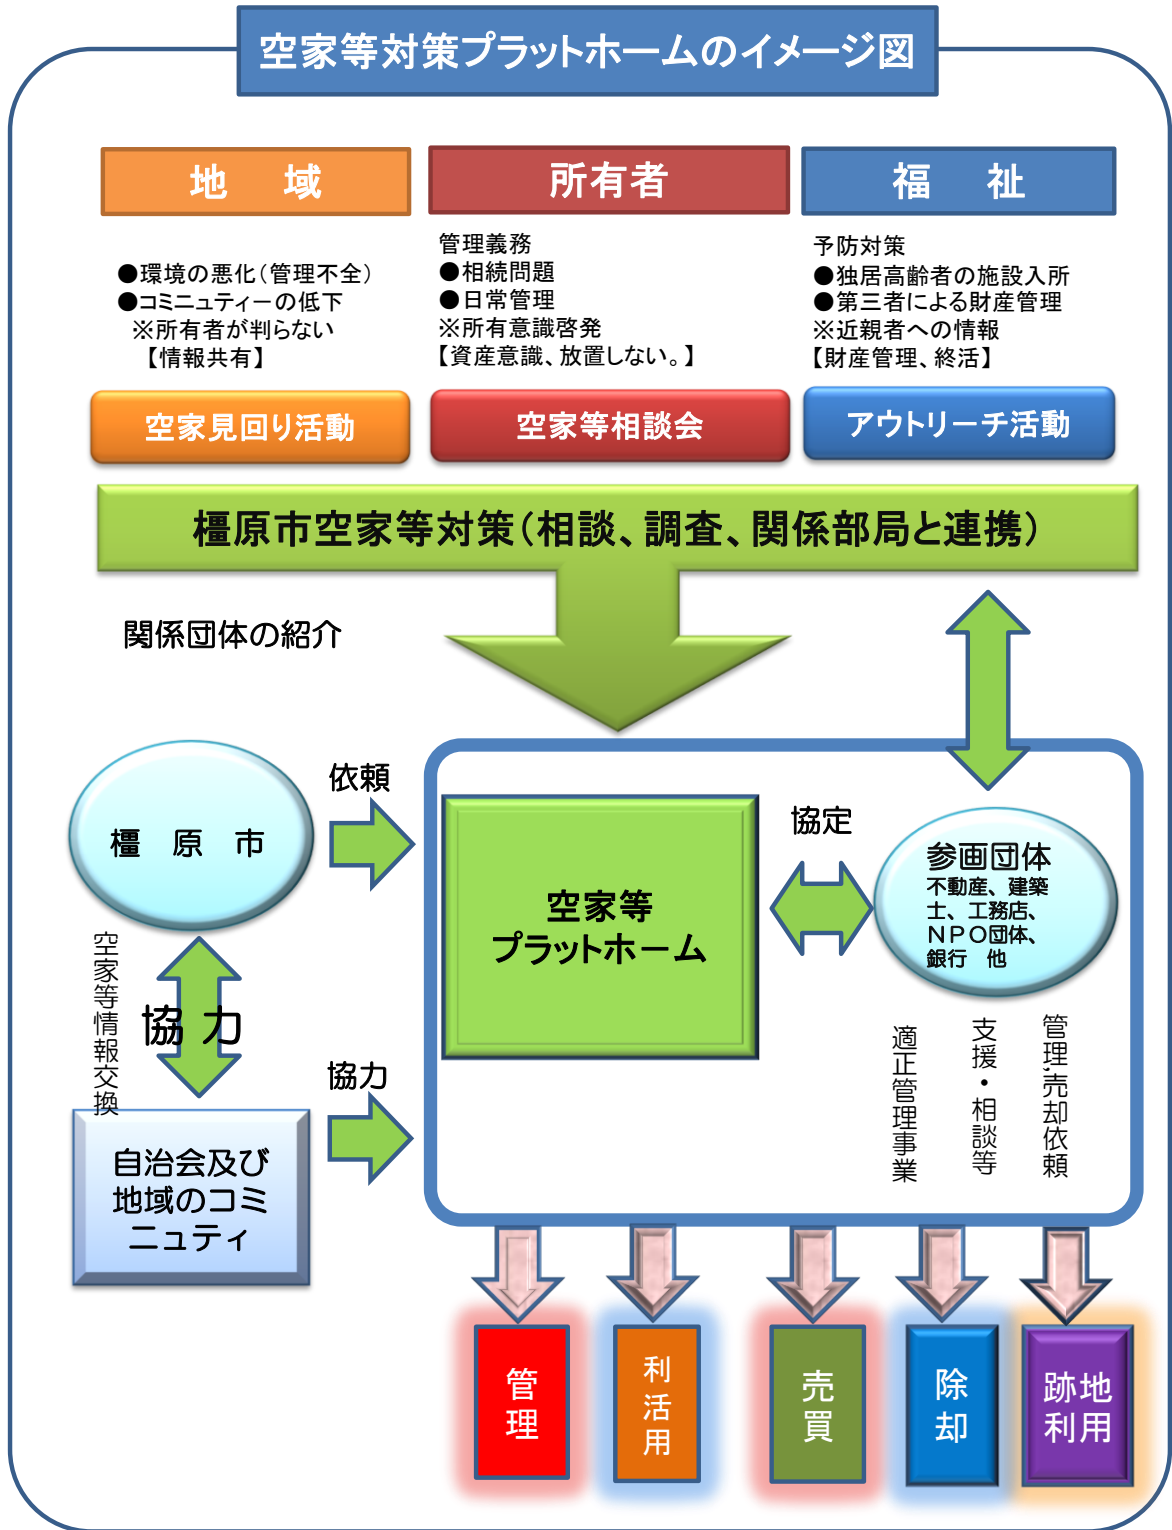 空家等対策プラットホームのイメージ図
地　域
●環境の悪化（管理不全）
●コミニュティーの低下
※所有者が判らない
【情報共有】
空家見回り活動
所有者
管理義務
●相続問題
●日常管理
※所有意識啓発
【資産意識、放置しない。】
空家等相談会
福　祉
予防対策
●独居高齢者の施設入所
●第三者による財産管理
※近親者への情報
【財産管理、終活】
アウトリーチ活動
橿原市空家等対策（相談、調査、関係部局と連携）
関係団体の紹介
橿　原　市
依頼
空家等
プラットホーム
協定
参画団体
不動産、建築
士、工務店、
ＮＰＯ団体、
銀行　他
空家等情報交換
協力
自治会及び
地域のコミ
ニュティ
協力
適正管理事業
支援・相談等
管理,売却依頼
管理
利活用
売買
除却
跡地
利用